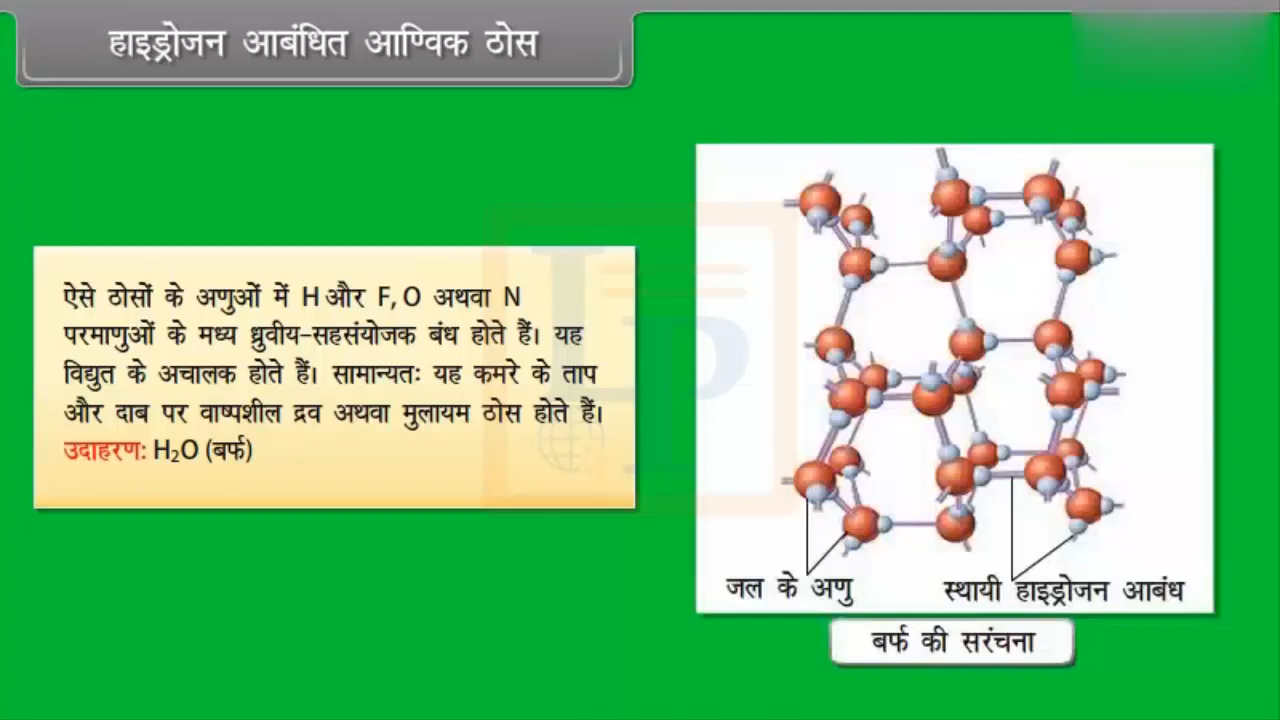 हाइड्रोजन आबंधित आण्विक ठोस
ऐसे ठोसों के अणुओं में H और F, O अथवा N
परमाणुओं के मध्य ध्रुवीय-सहसंयोजक बंध होते हैं। यह
विद्युत के अचालक होते हैं। सामान्यतः यह कमरे के ताप
और दाब पर वाष्पशील द्रव अथवा मुलायम ठोस होते हैं।
उदाहरण: H₂O (बर्फ)
जल के अणु
स्थायी हाइड्रोजन आबंध
बर्फ की सरंचना